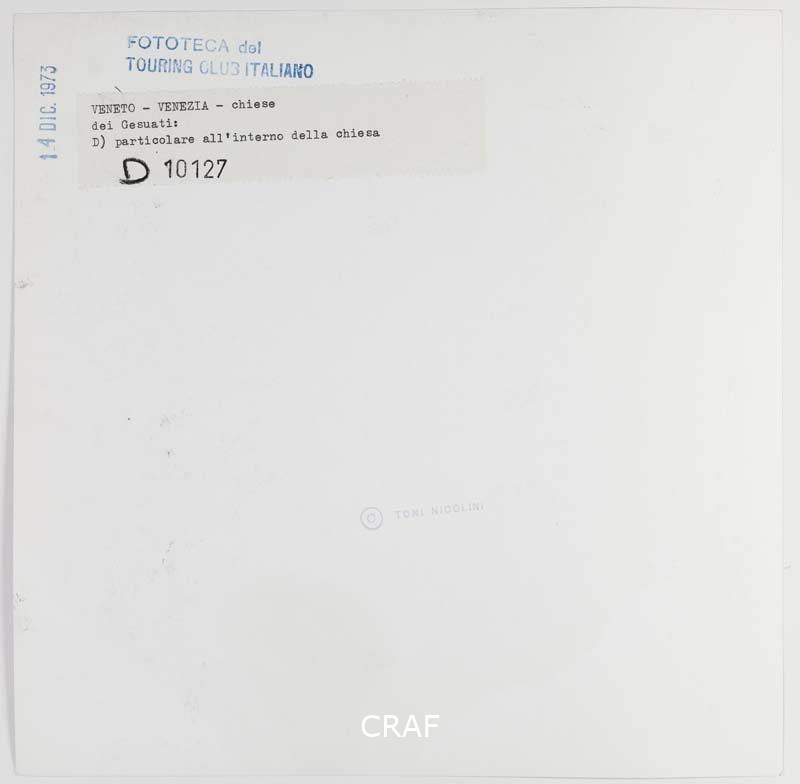 FOTOTECA del
TOURING CLUB ITALIANO
14 DIC. 1973
VENETO - VENEZIA - chiese
dei Gesuati:
D) particolare all'interno della chiesa
D 10127
© TONI NICOLINI
CRAF